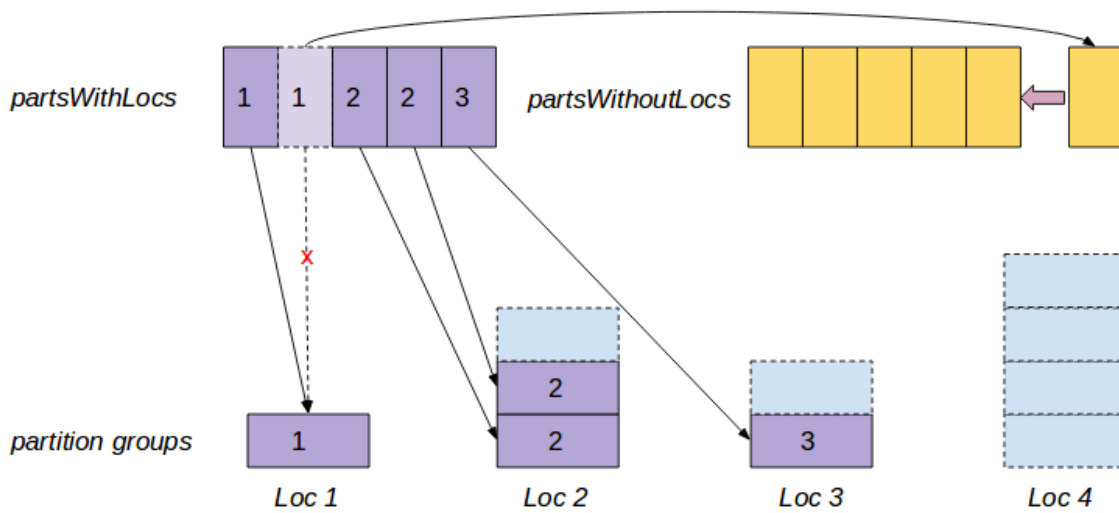 partsWithLocs
1 1 2 2 3
partsWithoutLocs
x
2
2
1
3
partition groups
Loc 1
Loc 2
Loc 3
Loc 4